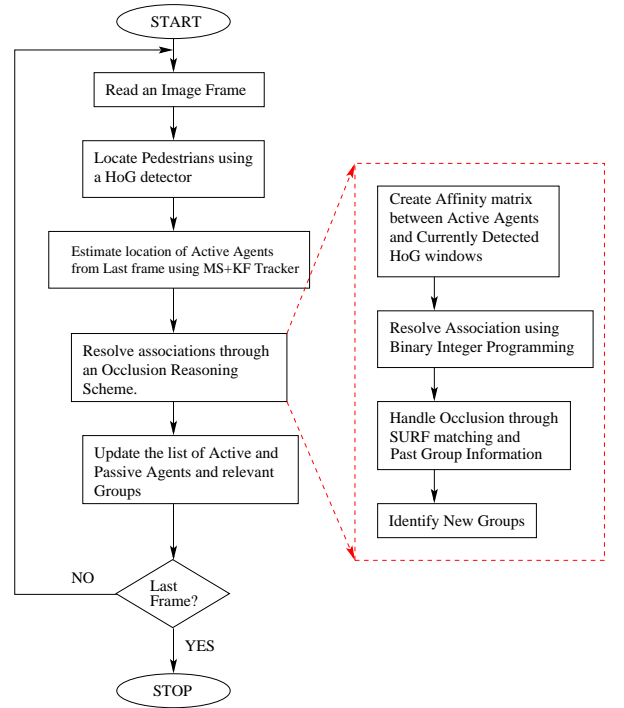 START
Read an Image Frame
Locate Pedestrians using
a HoG detector
Estimate location of Active Agents
from Last frame using MS+KF Tracker
Resolve associations through
an Occlusion Reasoning
Scheme.
Update the list of Active and
Passive Agents and relevant
Groups
Last
Frame?
NO
YES
STOP
Create Affinity matrix
between Active Agents
and Currently Detected
HoG windows
Resolve Association using
Binary Integer Programming
Handle Occlusion through
SURF matching and
Past Group Information
Identify New Groups